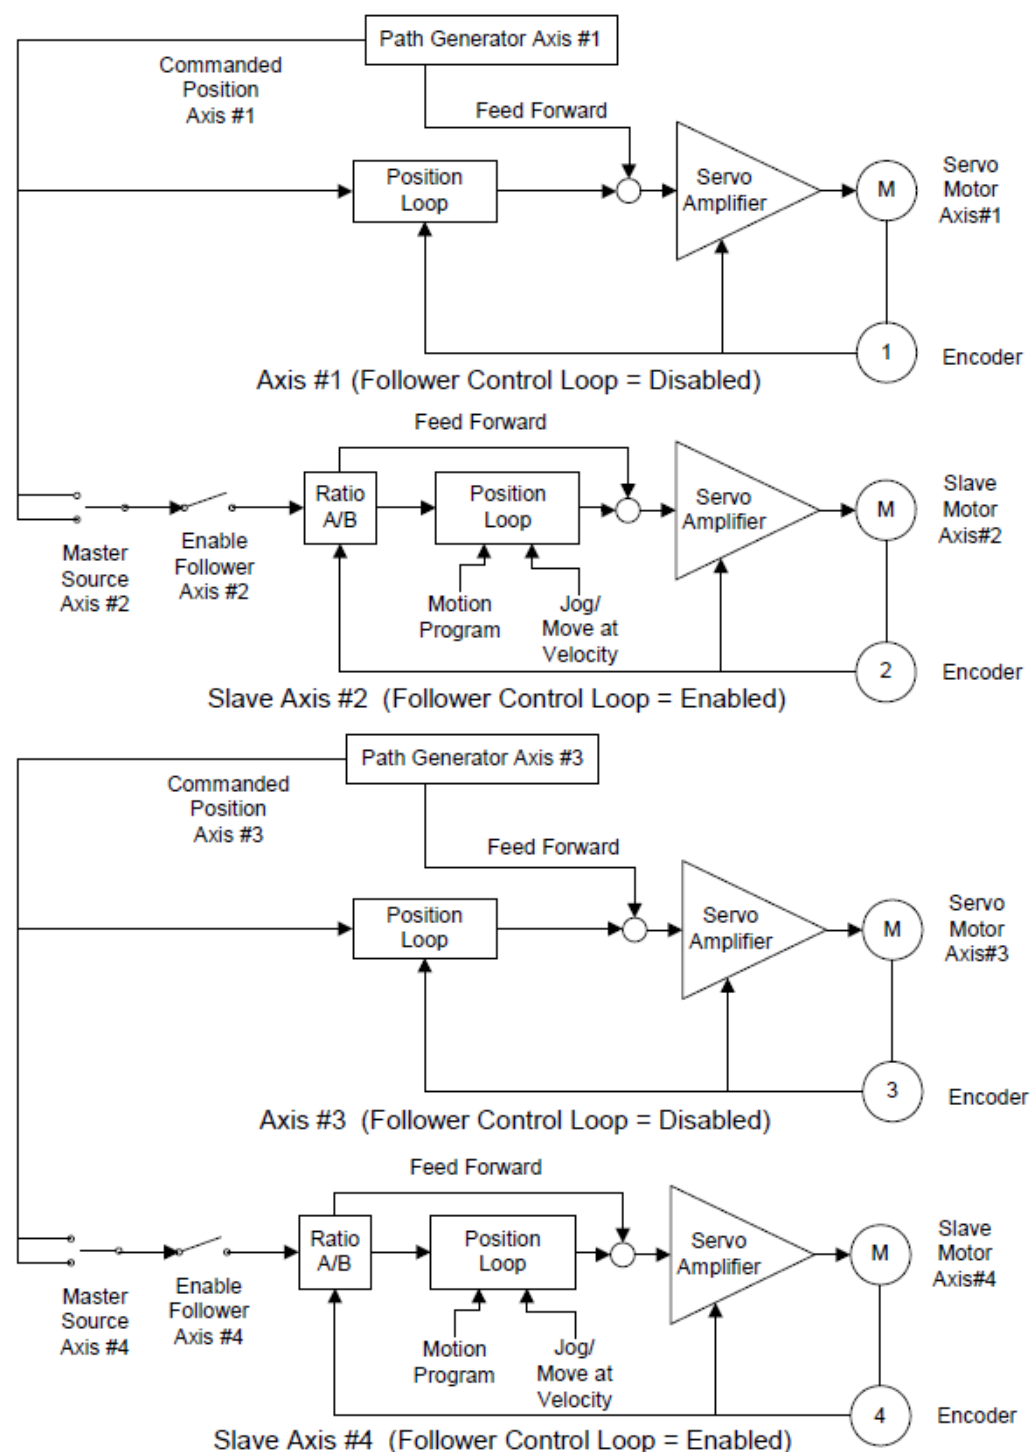 Path Generator Axis #1
Commanded
Position
Axis #1
Feed Forward
Position
Loop
Servo
Amplifier
M
Servo
Motor
Axis#1
1
Encoder
Axis #1 (Follower Control Loop = Disabled)
Feed Forward
Ratio
A/B
Position
Loop
Servo
Amplifier
M
Slave
Motor
Axis#2
Master
Source
Axis #2
Enable
Follower
Axis #2
Motion
Program
Jog/
Move at
Velocity
2
Encoder
Slave Axis #2 (Follower Control Loop = Enabled)
Path Generator Axis #3
Commanded
Position
Axis #3
Feed Forward
Position
Loop
Servo
Amplifier
M
Servo
Motor
Axis#3
3
Encoder
Axis #3 (Follower Control Loop = Disabled)
Feed Forward
Ratio
A/B
Position
Loop
Servo
Amplifier
M
Slave
Motor
Axis#4
Master
Source
Axis #4
Enable
Follower
Axis #4
Motion
Program
Jog/
Move at
Velocity
4
Encoder
Slave Axis #4 (Follower Control Loop = Enabled)